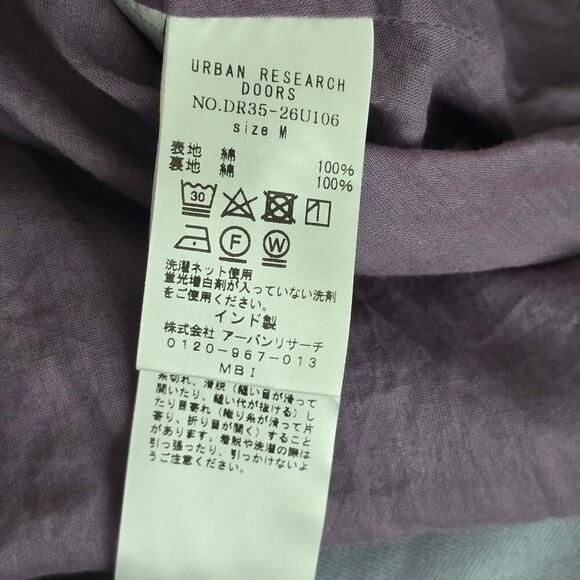 URBAN RESEARCH
DOORS
NO.DR35-26U106
size M
表地 綿 100%
裏地 綿 100%
30
F W
洗濯ネット使用
蛍光増白剤が入っていない洗剤
をご使用ください。
インド製
株式会社 アーバンリサーチ
0120-967-013
MBI
糸切れ、滑脱(縫い目が滑って
開いたり、縫い代が抜ける)し
たり目寄れ(織り糸が滑って片
寄り、折り目が開く)すること
があります。着脱や洗濯の際は
引っ張ったり、引っかけないよ
うご注意ください。